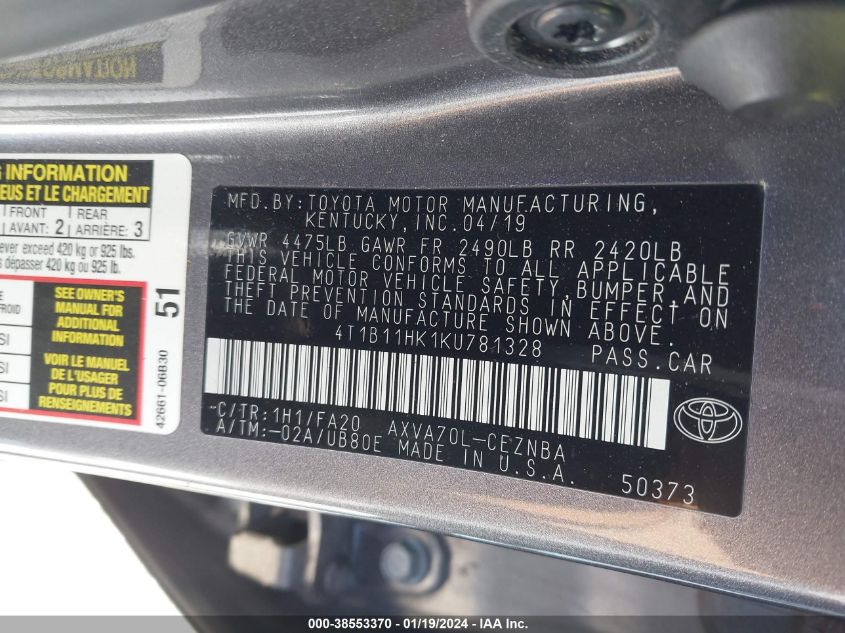 G INFORMATION
EUS ET LE CHARGEMENT
FRONT 2 REAR 3
AVANT: ARRIÈRE:
ever exceed 420 kg or 925 lbs.
dépasser 420 kg ou 925 lb.
SEE OWNER'S
MANUAL FOR
ADDITIONAL
INFORMATION
VOIR LE MANUEL
DE L'USAGER
POUR PLUS DE
RENSEIGNEMENTS
E
FROID
SI
SI
SI
51
42661-06B30
MFD.BY:TOYOTA MOTOR MANUFACTURING,
KENTUCKY,INC.04/19
GVWR 4475LB GAWR FR 2490LB RR 2420LB
THIS VEHICLE CONFORMS TO ALL APPLICABLE
FEDERAL MOTOR VEHICLE SAFETY,BUMPER,AND
THEFT PREVENTION STANDARDS IN EFFECT ON
THE DATE OF MANUFACTURE SHOWN ABOVE.
4T1B11HK1KU781328 PASS.CAR
C/TR:1H1/FA20 AXVA70L-CEZNBA
A/TM:-02A/UB80E MADE IN U.S.A.
50373
000-38553370 - 01/19/2024 - IAA Inc.